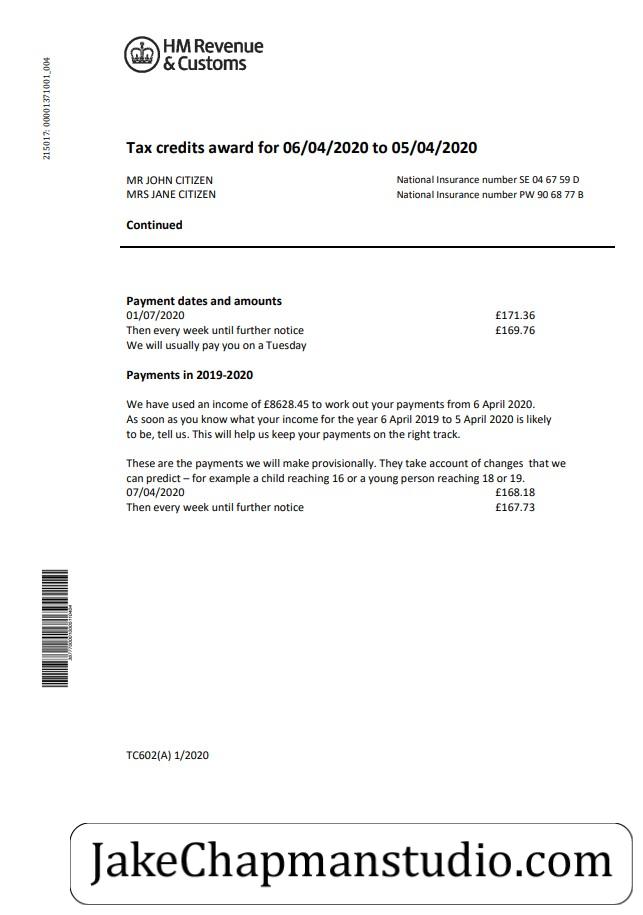 HM Revenue
& Customs
215017: 00001371001_004
Tax credits award for 06/04/2020 to 05/04/2020
MR JOHN CITIZEN National Insurance number SE 04 67 59 D
MRS JANE CITIZEN National Insurance number PW 90 68 77 B
Continued
Payment dates and amounts
01/07/2020 £171.36
Then every week until further notice £169.76
We will usually pay you on a Tuesday
Payments in 2019-2020
We have used an income of £8628.45 to work out your payments from 6 April 2020.
As soon as you know what your income for the year 6 April 2019 to 5 April 2020 is likely
to be, tell us. This will help us keep your payments on the right track.
These are the payments we will make provisionally. They take account of changes that we
can predict – for example a child reaching 16 or a young person reaching 18 or 19.
07/04/2020 £168.18
Then every week until further notice £167.73
TC602(A) 1/2020
JakeChapmanstudio.com